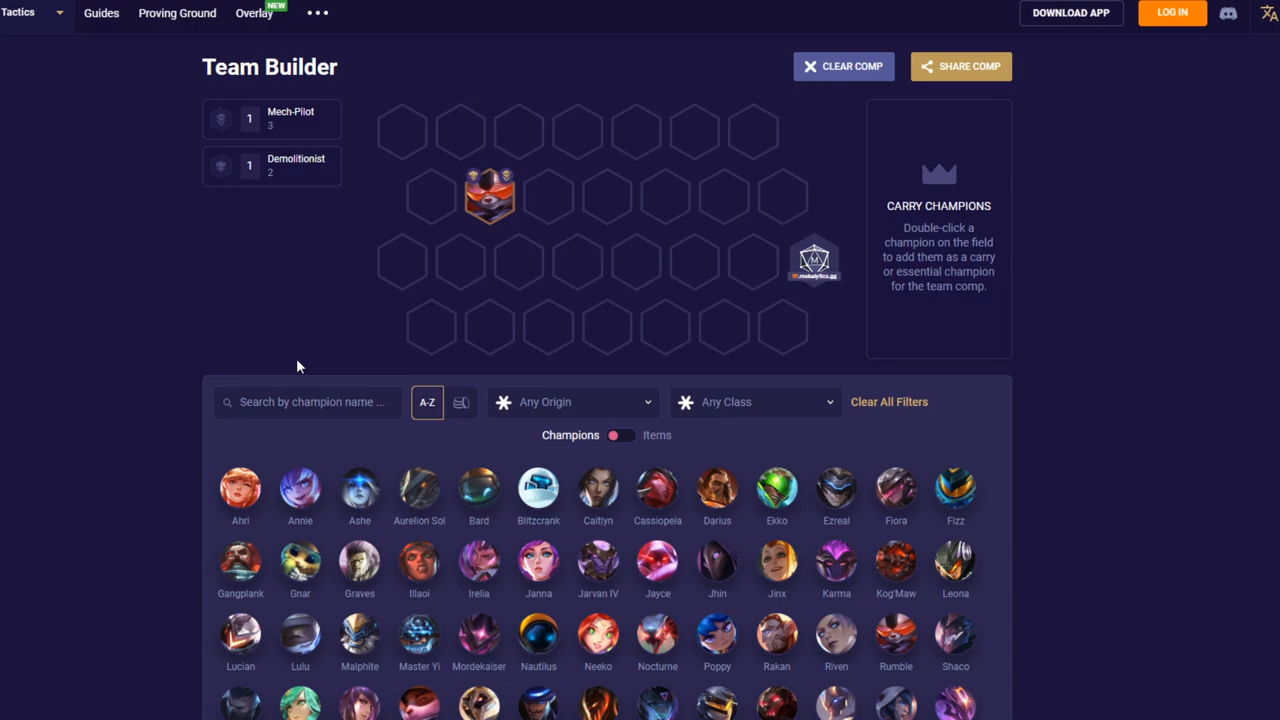 Tactics Guides Proving Ground Overlay NEW DOWNLOAD APP LOG IN
Team Builder
CLEAR COMP SHARE COMP
1 Mech-Pilot
3
1 Demolitionist
2
M
tft.mobalytics.gg
CARRY CHAMPIONS
Double-click a
champion on the field
to add them as a carry
or essential champion
for the team comp.
Search by champion name ... A-Z Any Origin Any Class Clear All Filters
Champions Items
Ahri Annie Ashe Aurelion Sol Bard Blitzcrank Caitlyn Cassiopeia Darius Ekko Ezreal Fiora Fizz
Gangplank Gnar Graves Illaoi Irelia Janna Jarvan IV Jayce Jhin Jinx Karma Kog'Maw Leona
Lucian Lulu Malphite Master Yi Mordekaiser Nautilus Neeko Nocturne Poppy Rakan Riven Rumble Shaco